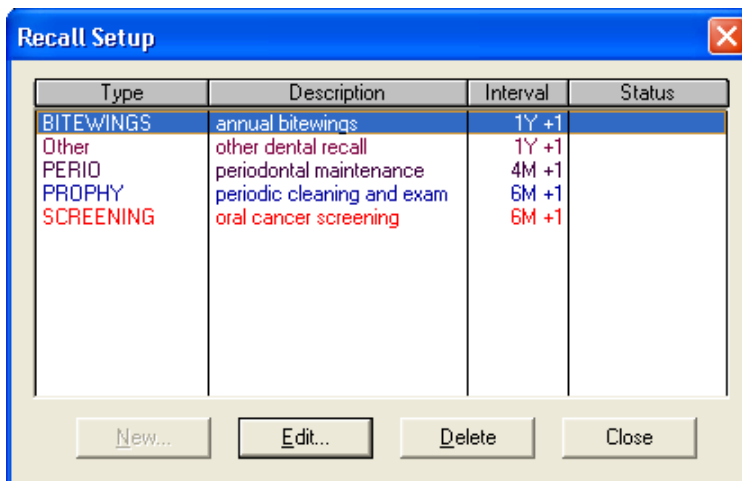 Recall Setup
Type Description Interval Status
BITEWINGS annual bitewings 1Y +1
Other other dental recall 1Y +1
PERIO periodontal maintenance 4M +1
PROPHY periodic cleaning and exam 6M +1
SCREENING oral cancer screening 6M +1
New... Edit... Delete Close